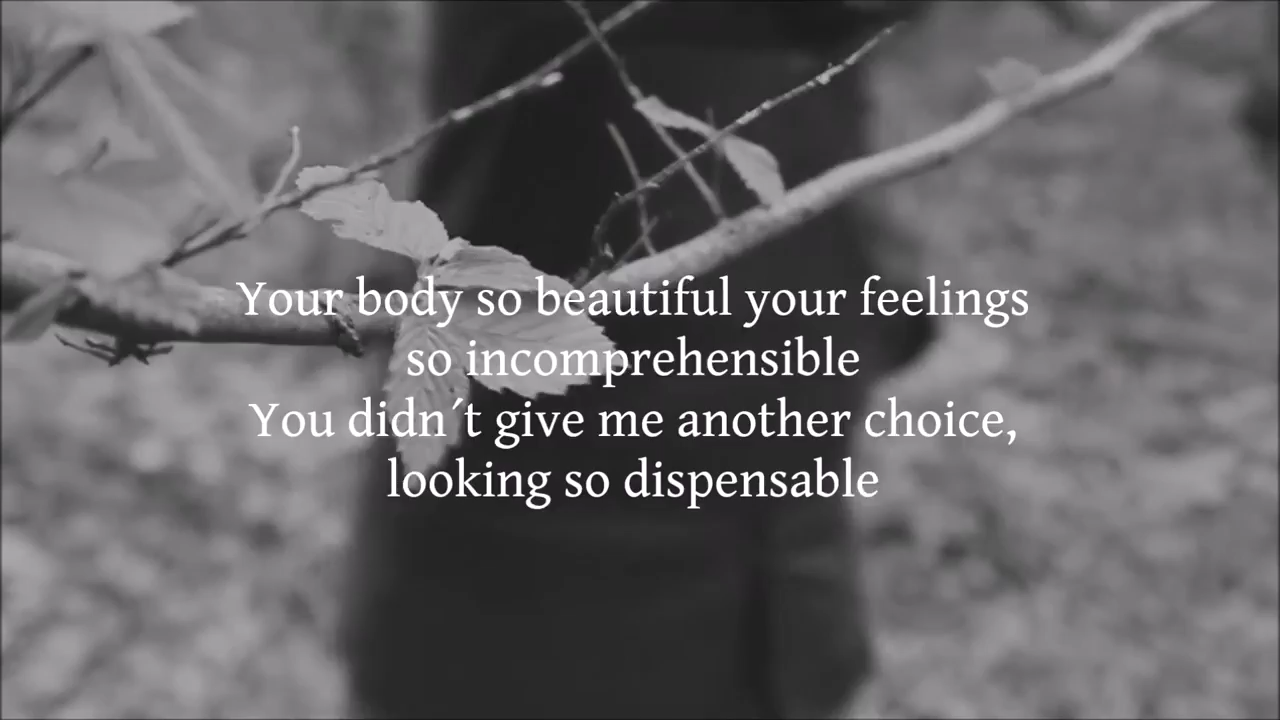 Your body so beautiful your feelings
so incomprehensible
You didn´t give me another choice,
looking so dispensable